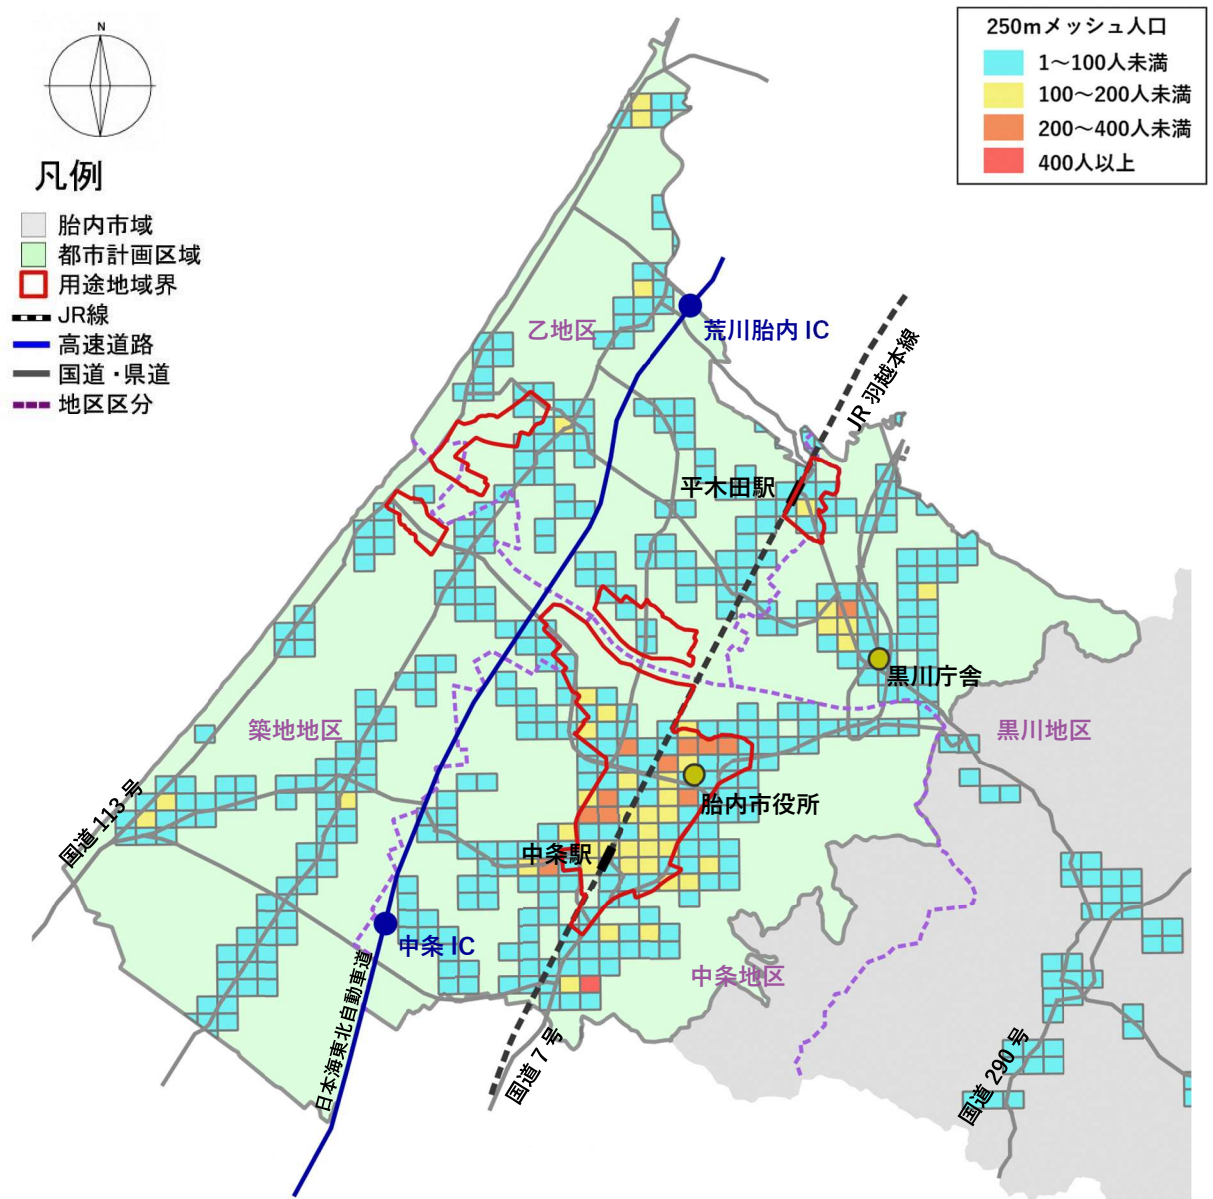 N
凡例
胎内市域
都市計画区域
用途地域界
JR線
高速道路
国道・県道
地区区分
250mメッシュ人口
1～100人未満
100～200人未満
200～400人未満
400人以上
乙地区
荒川胎内 IC
JR 羽越本線
平木田駅
黒川庁舎
築地地区
黒川地区
国道 113 号
胎内市役所
中条駅
中条 IC
中条地区
日本海東北自動車道
国道 7 号
国道 290 号